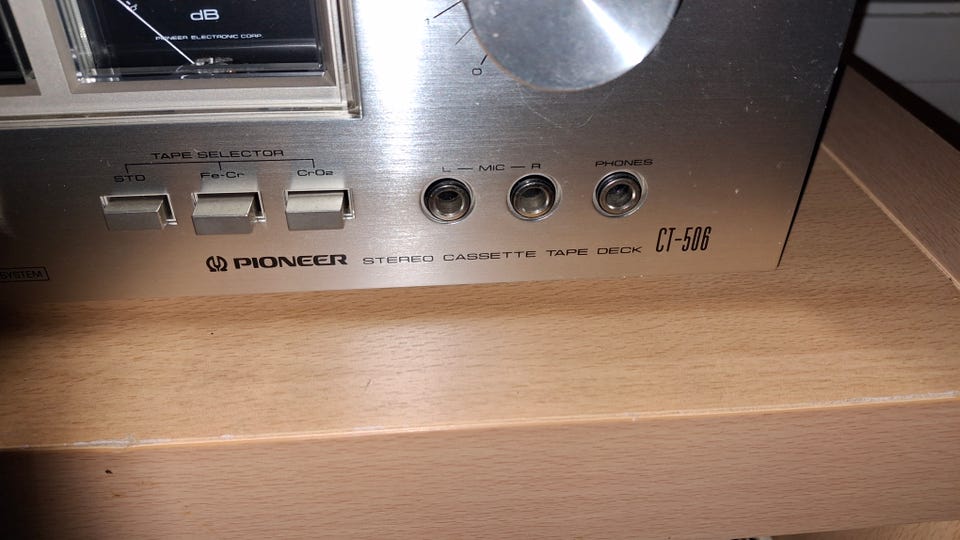 dB
PIONEER ELECTRONIC CORP.
1
0
TAPE SELECTOR
STD Fe-Cr CrO₂
L — MIC — R
PHONES
SYSTEM
PIONEER STEREO CASSETTE TAPE DECK CT-506